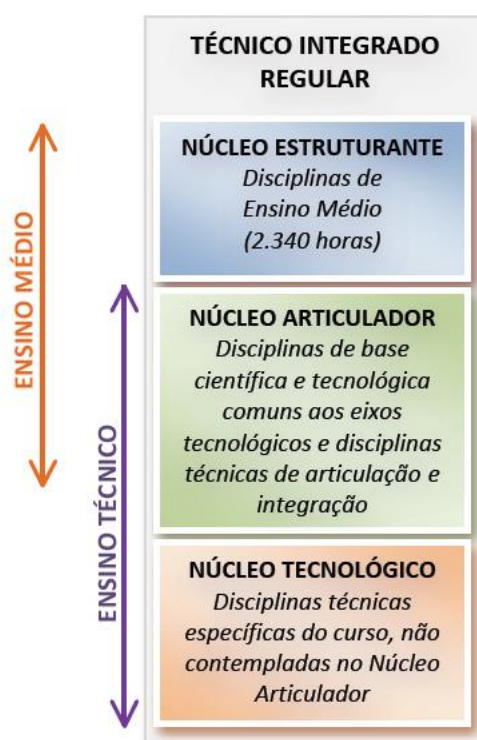 TÉCNICO INTEGRADO
REGULAR
ENSINO MÉDIO
ENSINO TÉCNICO
NÚCLEO ESTRUTURANTE
Disciplinas de
Ensino Médio
(2.340 horas)
NÚCLEO ARTICULADOR
Disciplinas de base
científica e tecnológica
comuns aos eixos
tecnológicos e disciplinas
técnicas de articulação e
integração
NÚCLEO TECNOLÓGICO
Disciplinas técnicas
específicas do curso, não
contempladas no Núcleo
Articulador